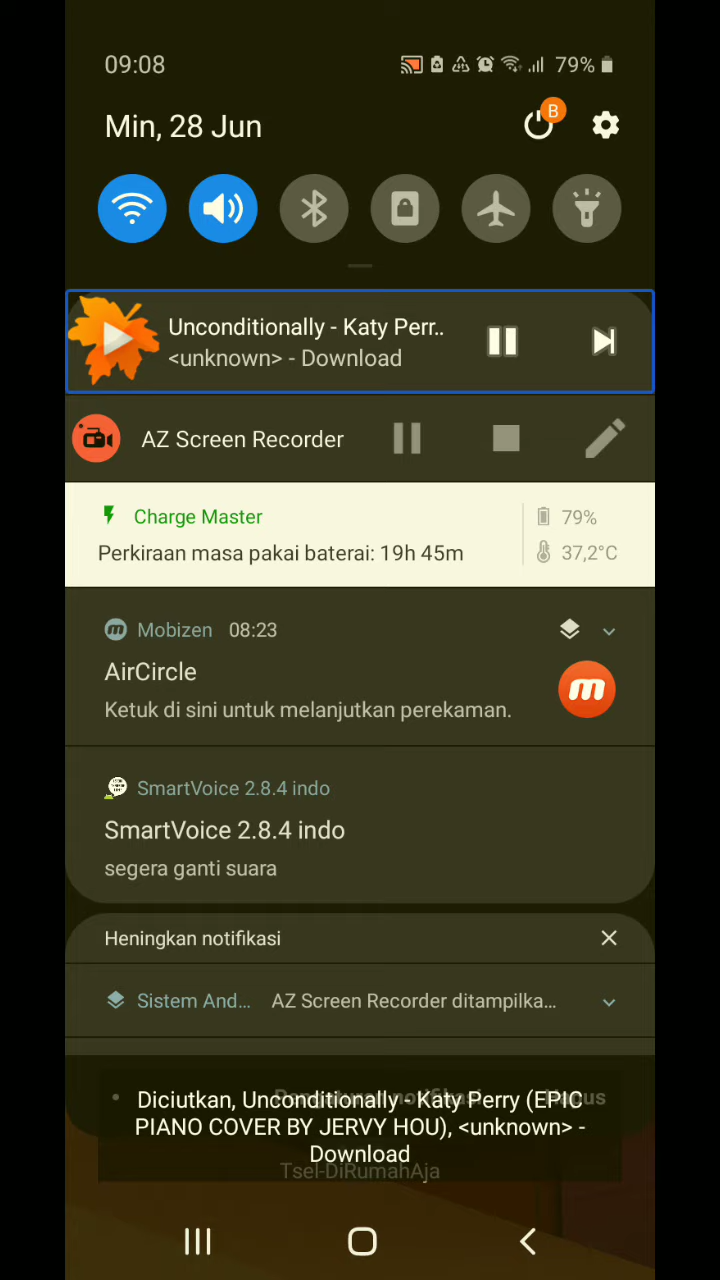 09:08
79%
Min, 28 Jun
B
Unconditionally - Katy Perr..
<unknown> - Download
AZ Screen Recorder
Charge Master
79%
Perkiraan masa pakai baterai: 19h 45m
37,2°C
Mobizen 08:23
AirCircle
m
Ketuk di sini untuk melanjutkan perekaman.
SmartVoice 2.8.4 indo
SmartVoice 2.8.4 indo
segera ganti suara
Heningkan notifikasi
Sistem And... AZ Screen Recorder ditampilka...
Pengaturan notifikasi Hapus
Diciutkan, Unconditionally - Katy Perry (EPIC
PIANO COVER BY JERVY HOU), <unknown> -
Download
Tsel-DiRumahAja